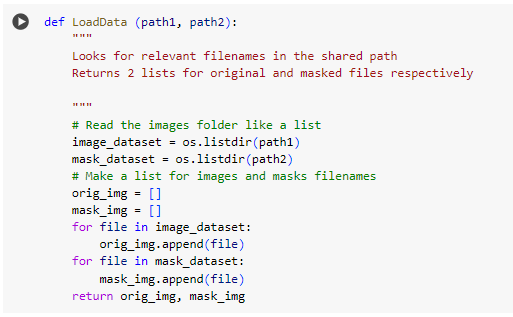 def LoadData (path1, path2):
    """
    Looks for relevant filenames in the shared path
    Returns 2 lists for original and masked files respectively

    """
    # Read the images folder like a list
    image_dataset = os.listdir(path1)
    mask_dataset = os.listdir(path2)
    # Make a list for images and masks filenames
    orig_img = []
    mask_img = []
    for file in image_dataset:
        orig_img.append(file)
    for file in mask_dataset:
        mask_img.append(file)
    return orig_img, mask_img